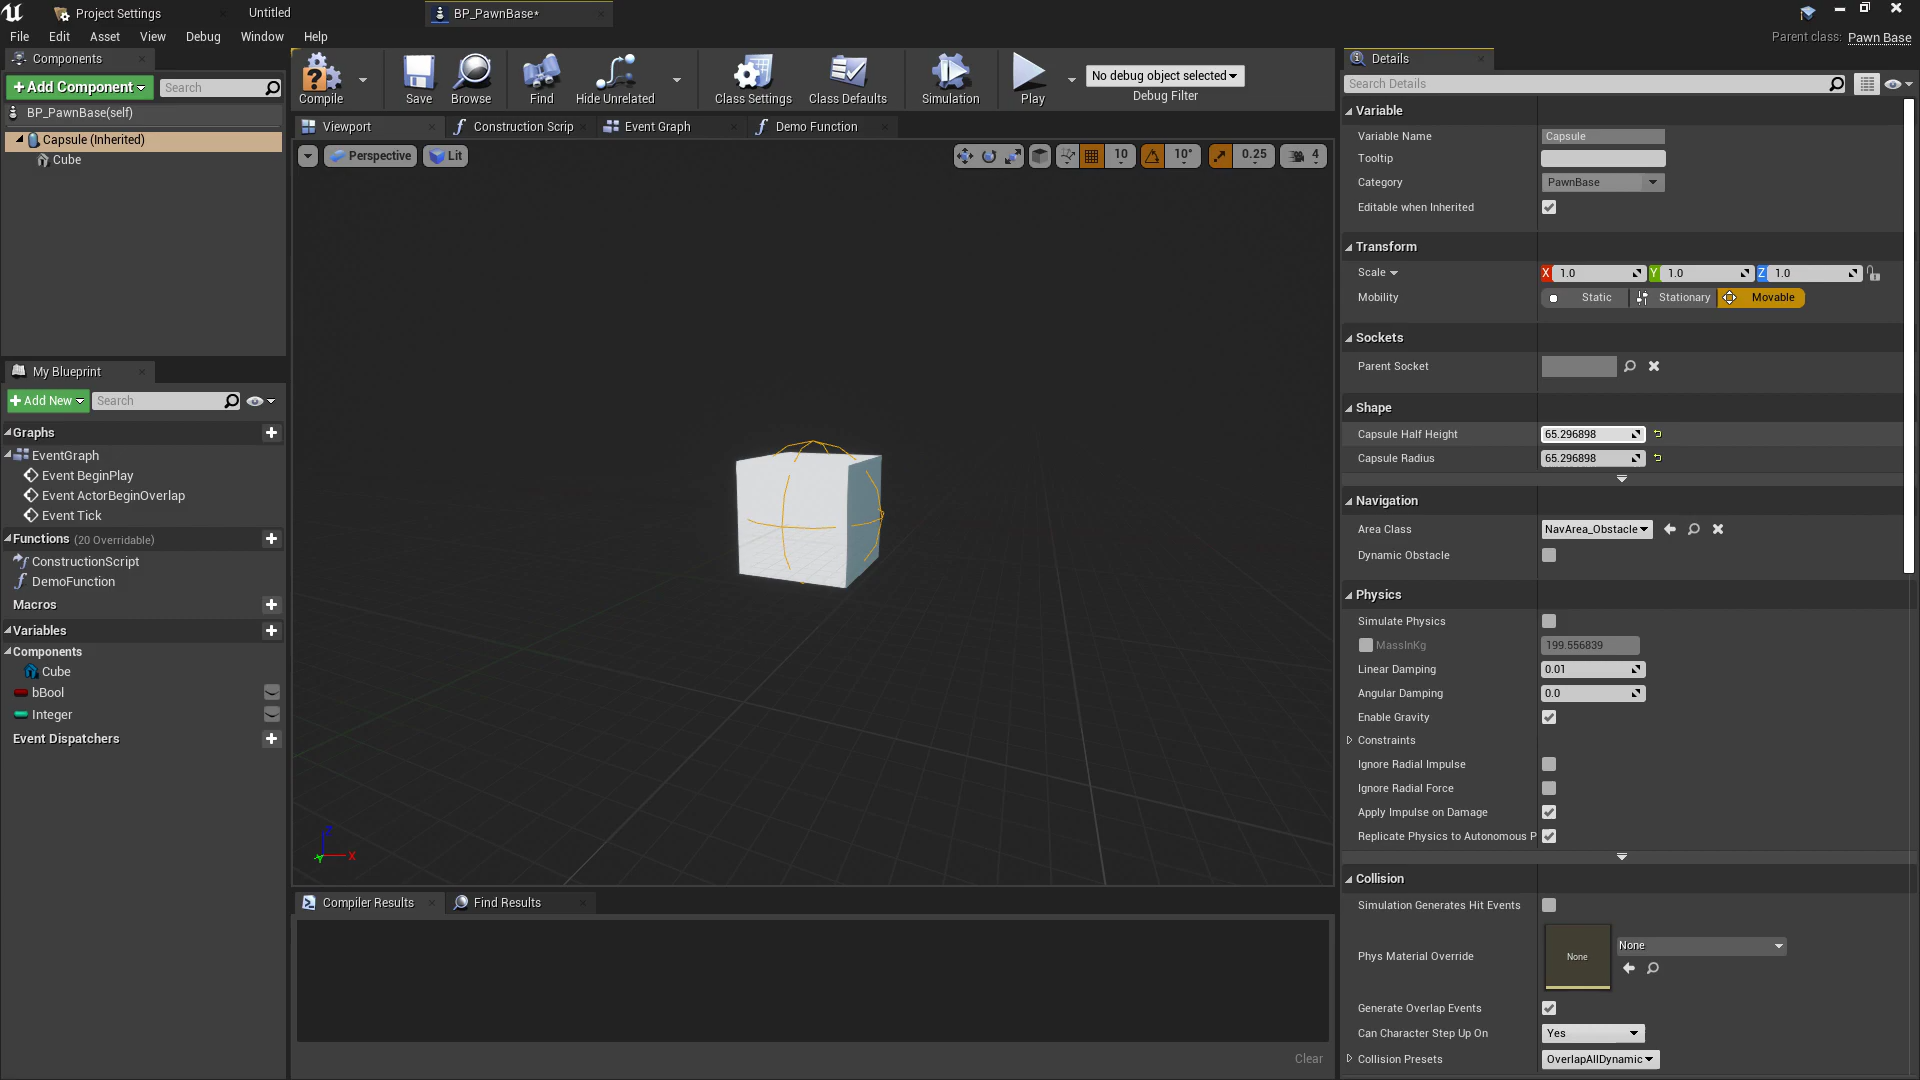 Project Settings
Untitled
BP_PawnBase*
File
Edit
Asset
View
Debug
Window
Help
Parent class: Pawn Base
Components
Add Component
Search
BP_PawnBase(self)
Capsule (Inherited)
Cube
My Blueprint
Add New
Search
Graphs
EventGraph
Event BeginPlay
Event ActorBeginOverlap
Event Tick
Functions (20 Overridable)
ConstructionScript
DemoFunction
Macros
Variables
Components
Cube
bBool
Integer
Event Dispatchers
Compile
Save
Browse
Find
Hide Unrelated
Class Settings
Class Defaults
Simulation
Play
No debug object selected
Debug Filter
Viewport
Construction Scrip
Event Graph
Demo Function
Perspective
Lit
10
10°
0.25
4
Z
X
Y
Compiler Results
Find Results
Clear
Details
Search Details
Variable
Variable Name
Capsule
Tooltip
Category
PawnBase
Editable when Inherited
Transform
Scale
X 1.0
Y 1.0
Z 1.0
Mobility
Static
Stationary
Movable
Sockets
Parent Socket
Shape
Capsule Half Height
65.296898
Capsule Radius
65.296898
Navigation
Area Class
NavArea_Obstacle
Dynamic Obstacle
Physics
Simulate Physics
MassInKg
199.556839
Linear Damping
0.01
Angular Damping
0.0
Enable Gravity
Constraints
Ignore Radial Impulse
Ignore Radial Force
Apply Impulse on Damage
Replicate Physics to Autonomous P
Collision
Simulation Generates Hit Events
Phys Material Override
None
None
Generate Overlap Events
Can Character Step Up On
Yes
Collision Presets
OverlapAllDynamic